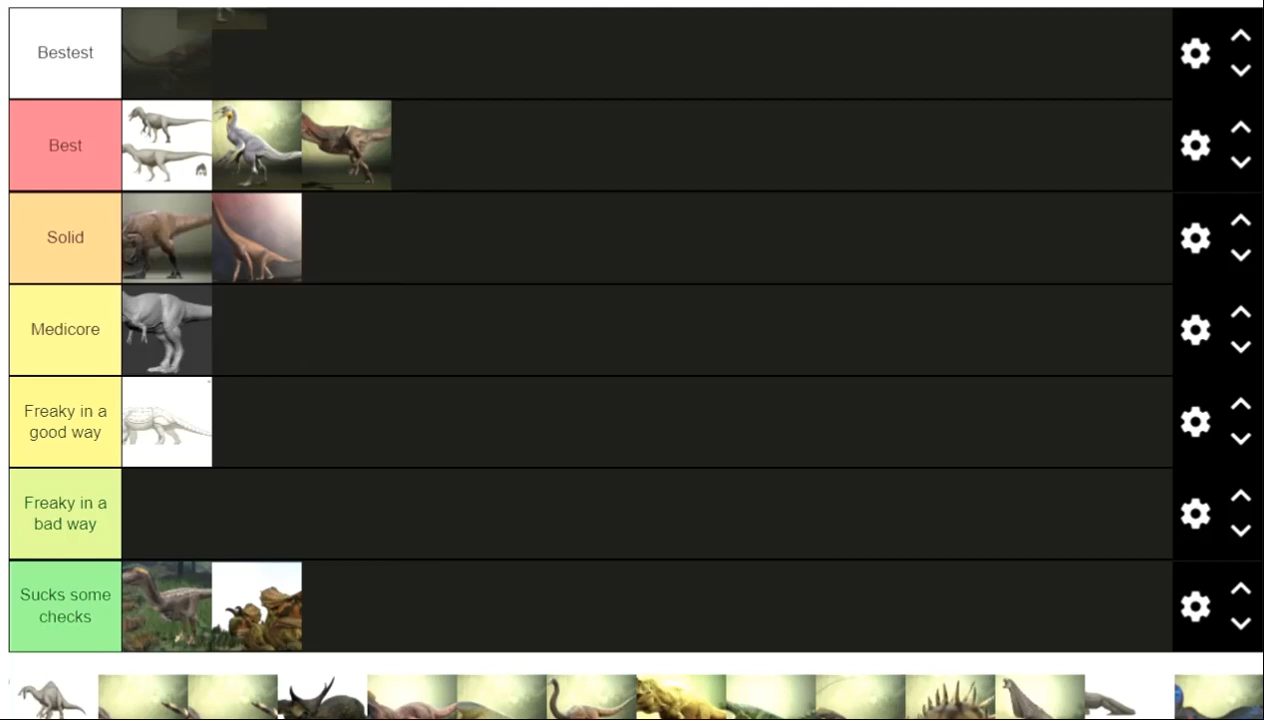 Bestest
Best
Solid
Medicore
Freaky in a
good way
Freaky in a
bad way
Sucks some
checks